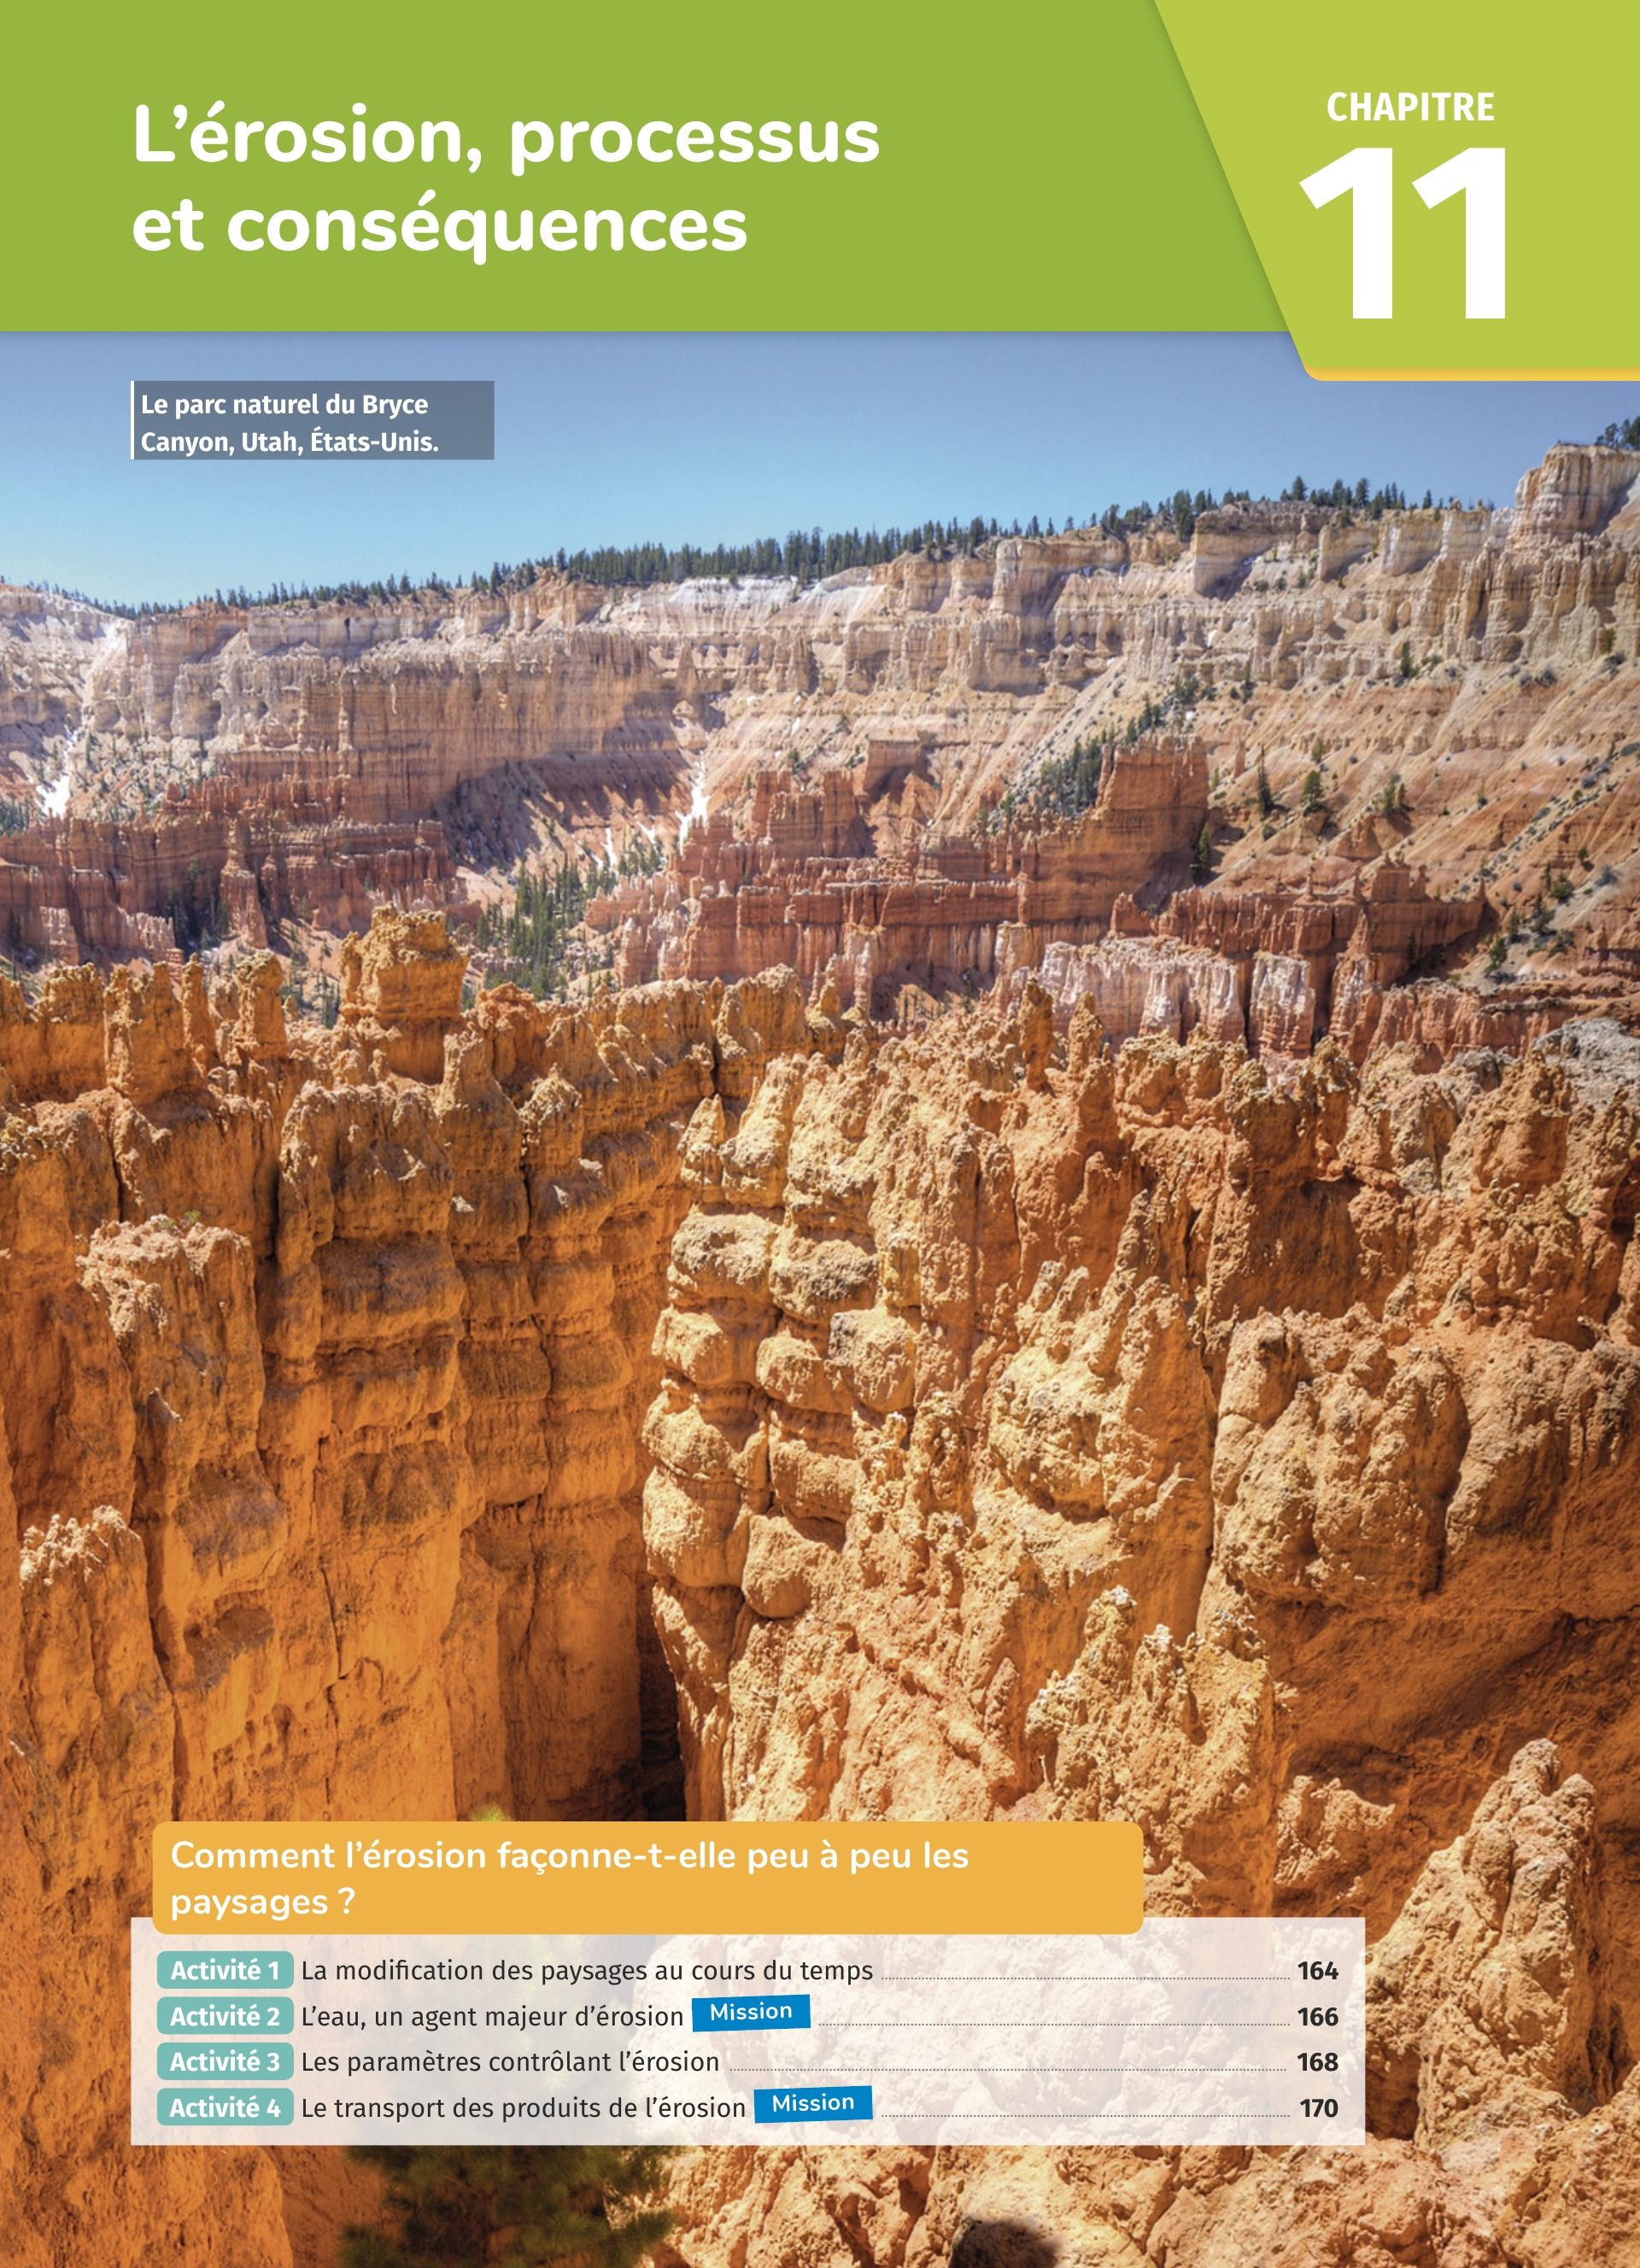 L’érosion, processus
et conséquences
CHAPITRE
11
Le parc naturel du Bryce
Canyon, Utah, États-Unis.
Comment l’érosion façonne-t-elle peu à peu les
paysages ?
Activité 1 La modification des paysages au cours du temps 164
Activité 2 L’eau, un agent majeur d’érosion Mission 166
Activité 3 Les paramètres contrôlant l’érosion 168
Activité 4 Le transport des produits de l’érosion Mission 170